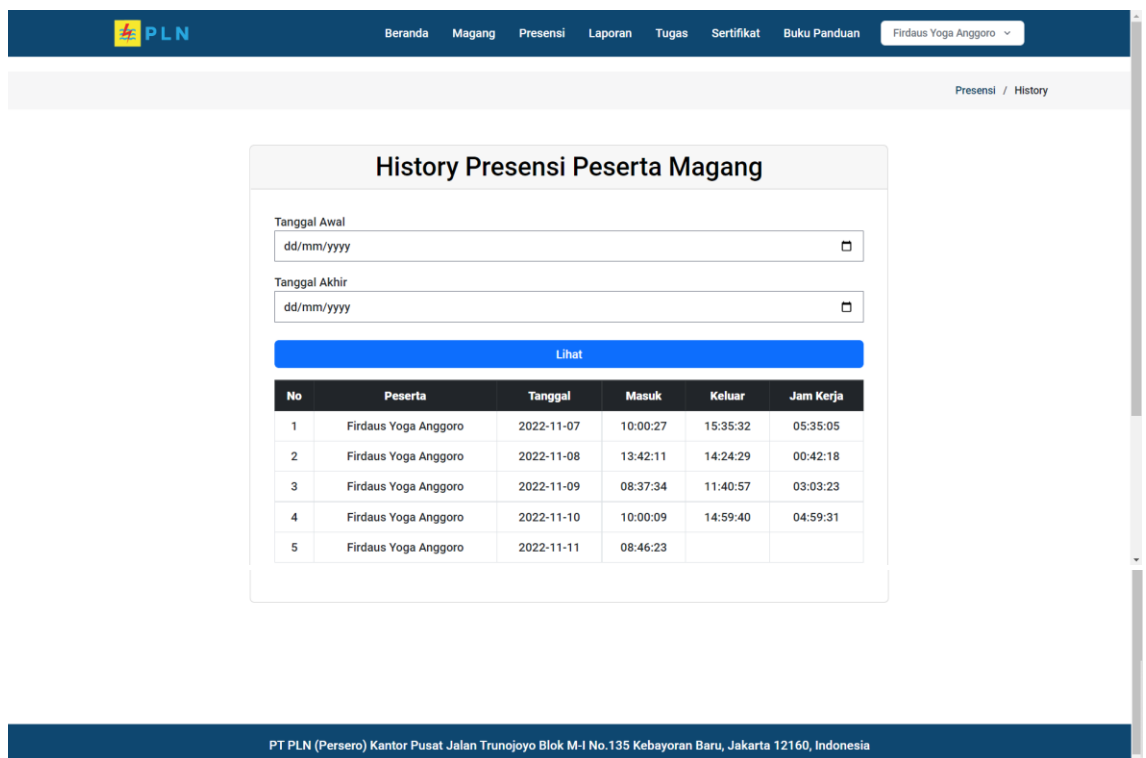 PLN Beranda Magang Presensi Laporan Tugas Sertifikat Buku Panduan Firdaus Yoga Anggoro
Presensi / History
History Presensi Peserta Magang
Tanggal Awal
dd/mm/yyyy
Tanggal Akhir
dd/mm/yyyy
Lihat
No Peserta Tanggal Masuk Keluar Jam Kerja
1 Firdaus Yoga Anggoro 2022-11-07 10:00:27 15:35:32 05:35:05
2 Firdaus Yoga Anggoro 2022-11-08 13:42:11 14:24:29 00:42:18
3 Firdaus Yoga Anggoro 2022-11-09 08:37:34 11:40:57 03:03:23
4 Firdaus Yoga Anggoro 2022-11-10 10:00:09 14:59:40 04:59:31
5 Firdaus Yoga Anggoro 2022-11-11 08:46:23
PT PLN (Persero) Kantor Pusat Jalan Trunojoyo Blok M-I No.135 Kebayoran Baru, Jakarta 12160, Indonesia